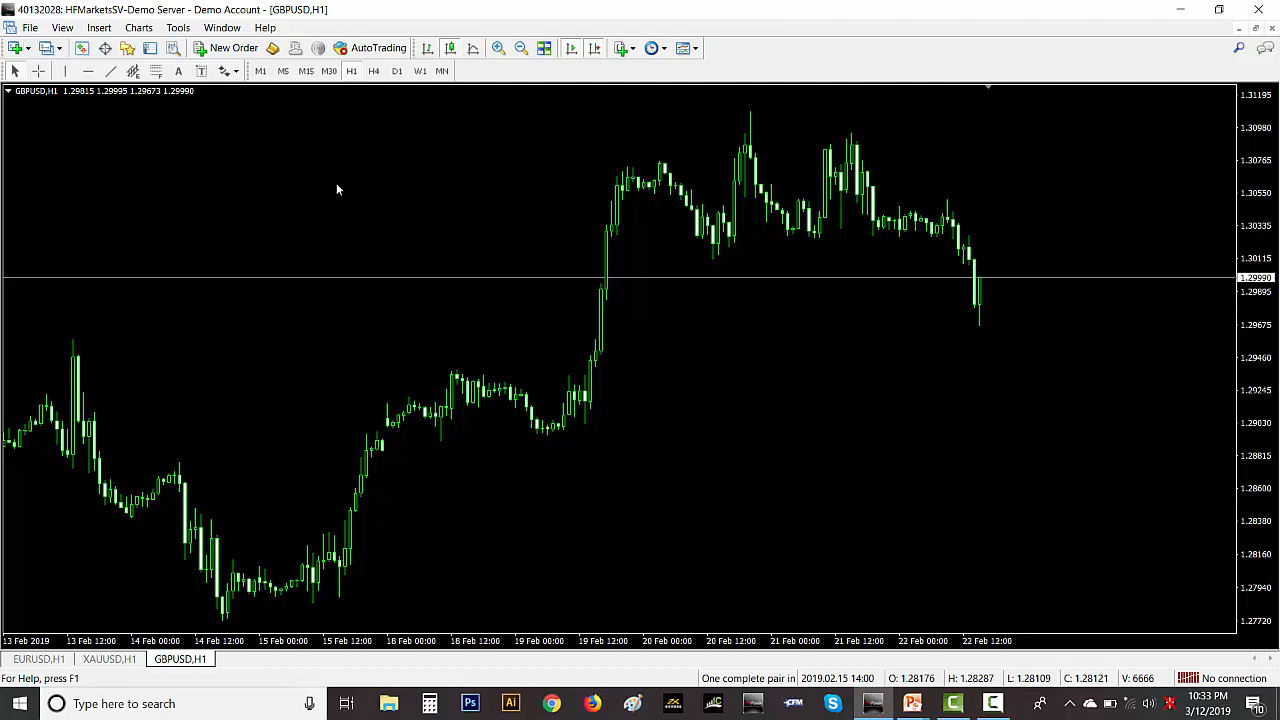 40132028: HFMarketsSV-Demo Server - Demo Account - [GBPUSD,H1]
File View Insert Charts Tools Window Help
New Order AutoTrading
A T M1 M5 M15 M30 H1 H4 D1 W1 MN
GBPUSD,H1 1.29815 1.29995 1.29673 1.29990
1.31195
1.30980
1.30765
1.30550
1.30335
1.30115
1.29990
1.29895
1.29675
1.29460
1.29245
1.29030
1.28815
1.28600
1.28380
1.28155
1.27940
1.27720
13 Feb 2019 13 Feb 12:00 14 Feb 00:00 14 Feb 12:00 15 Feb 00:00 15 Feb 12:00 18 Feb 00:00 18 Feb 12:00 19 Feb 00:00 19 Feb 12:00 20 Feb 00:00 20 Feb 12:00 21 Feb 00:00 21 Feb 12:00 22 Feb 00:00 22 Feb 12:00
EURUSD,H1 XAUUSD,H1 GBPUSD,H1
For Help, press F1 One complete pair in 2019.02.15 14:00 O: 1.28176 H: 1.28287 L: 1.28109 C: 1.28121 V: 6666 No connection
Type here to search Ps Ai 10:33 PM
3/12/2019